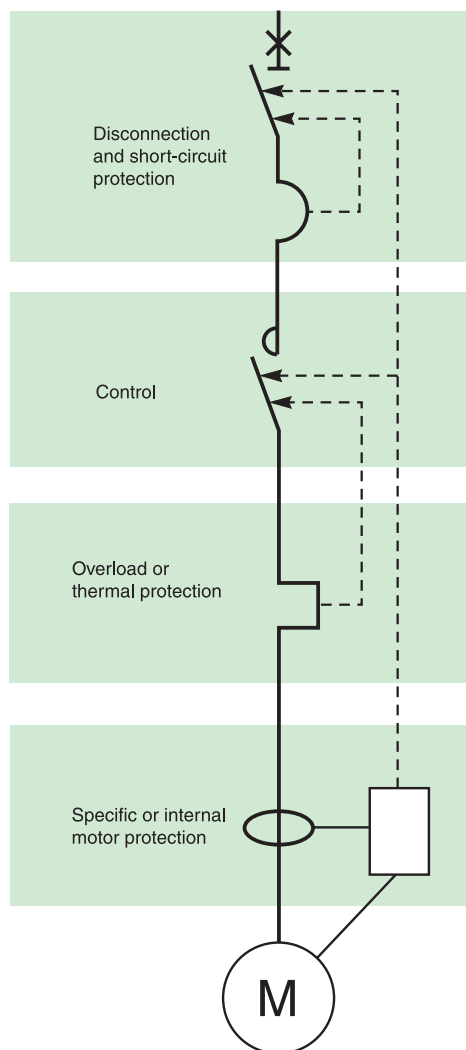 Disconnection
and short-circuit
protection
Control
Overload or
thermal protection
Specific or internal
motor protection
M